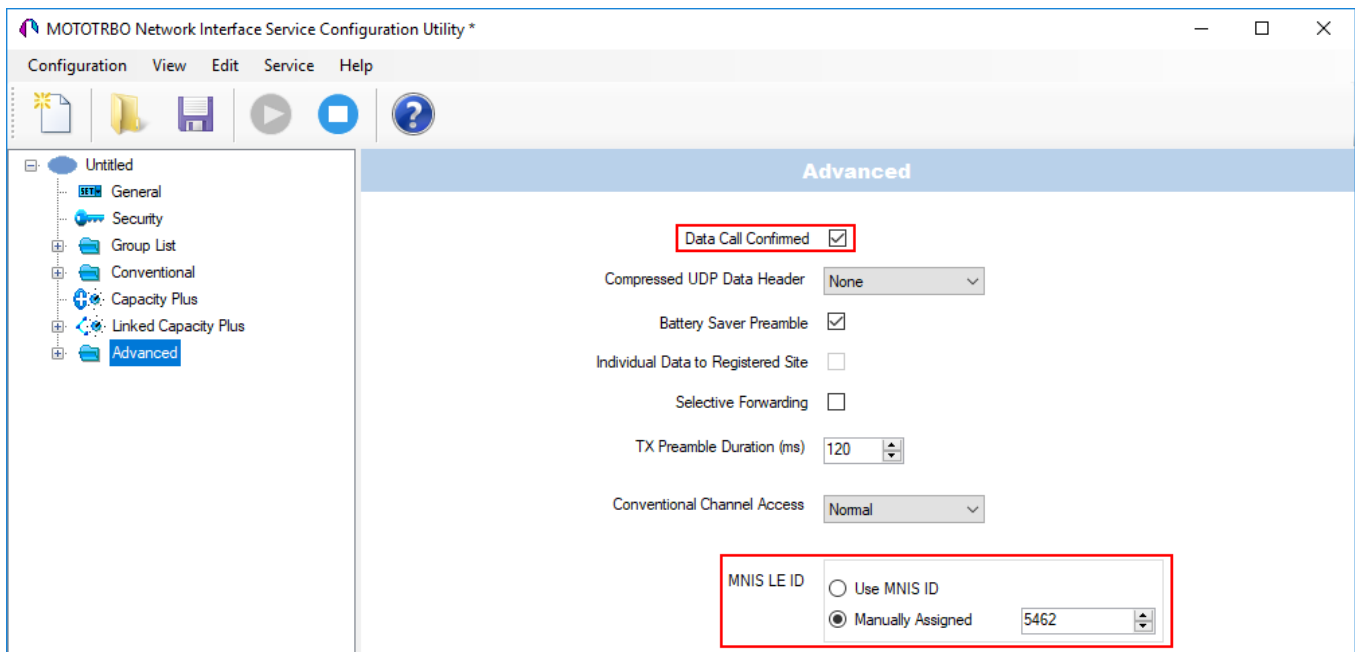 MOTOTRBO Network Interface Service Configuration Utility *
Configuration View Edit Service Help
Untitled
SET
General
Security
Group List
Conventional
Capacity Plus
Linked Capacity Plus
Advanced
Advanced
Data Call Confirmed
Compressed UDP Data Header None
Battery Saver Preamble
Individual Data to Registered Site
Selective Forwarding
TX Preamble Duration (ms) 120
Conventional Channel Access Normal
MNIS LE ID
Use MNIS ID
Manually Assigned 5462